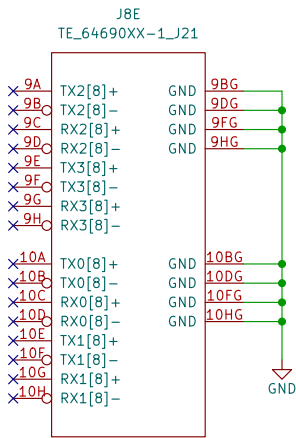 J8E
TE_64690XX-1_J21
9A TX2[8]+ GND 9BG
9B TX2[8]- GND 9DG
9C RX2[8]+ GND 9FG
9D RX2[8]- GND 9HG
9E TX3[8]+
9F TX3[8]-
9G RX3[8]+
9H RX3[8]-
10A TX0[8]+ GND 10BG
10B TX0[8]- GND 10DG
10C RX0[8]+ GND 10FG
10D RX0[8]- GND 10HG
10E TX1[8]+
10F TX1[8]-
GND
10G RX1[8]+
10H RX1[8]-